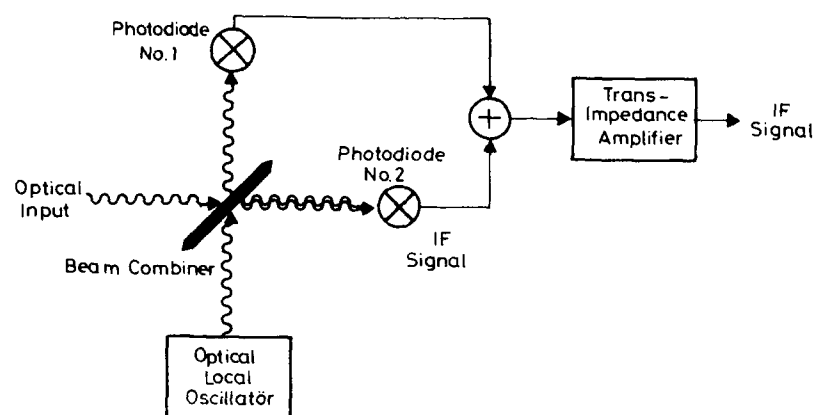 Photodiode
No.1
Trans-
Impedance
Amplifier
IF
Signal
Photodiode
No.2
Optical
Input
IF
Signal
Beam Combiner
Optical
Local
Oscillatör